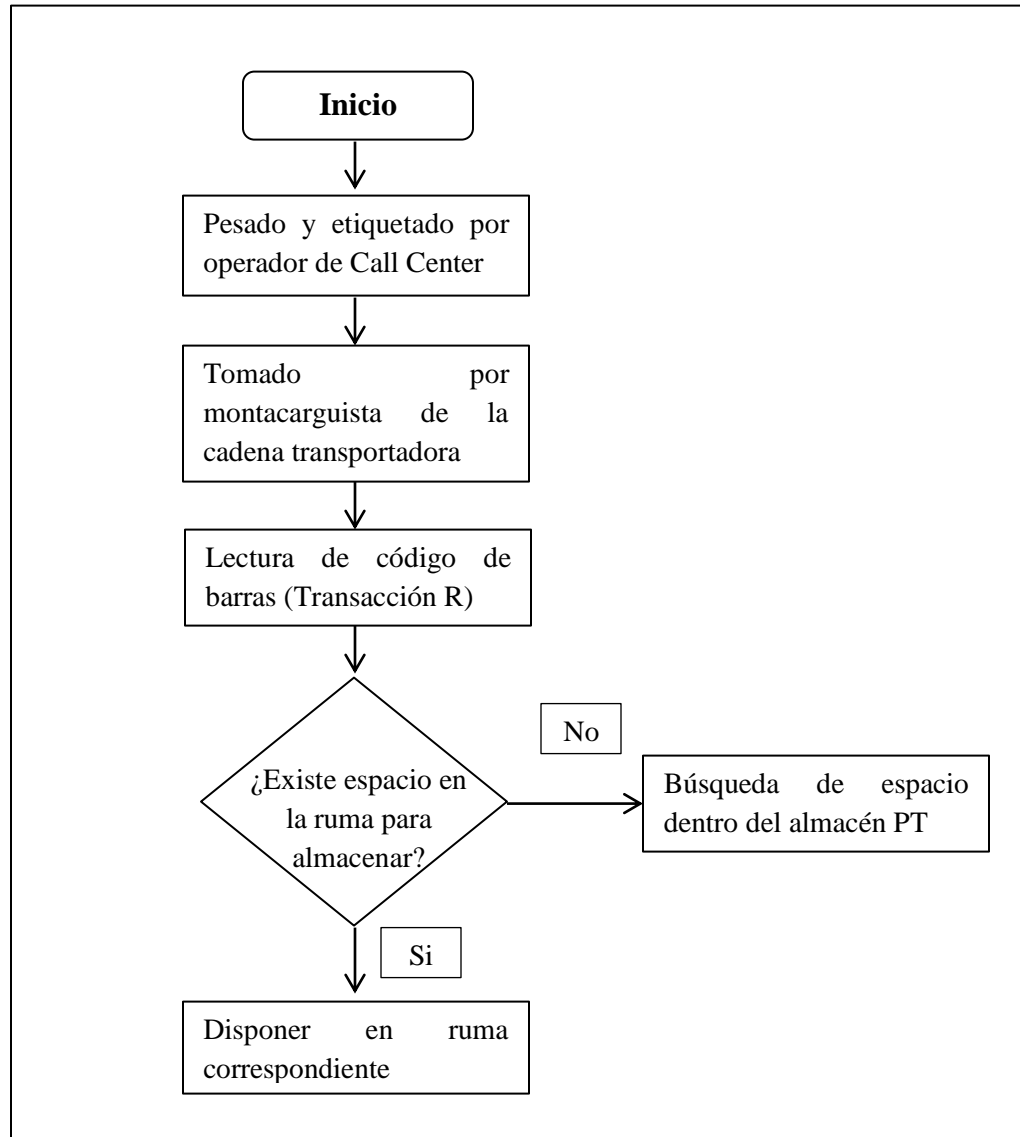 Inicio
Pesado y etiquetado por
operador de Call Center
Tomado por
montacarguista de la
cadena transportadora
Lectura de código de
barras (Transacción R)
¿Existe espacio en
la ruma para
almacenar?
No
Búsqueda de espacio
dentro del almacén PT
Si
Disponer en ruma
correspondiente